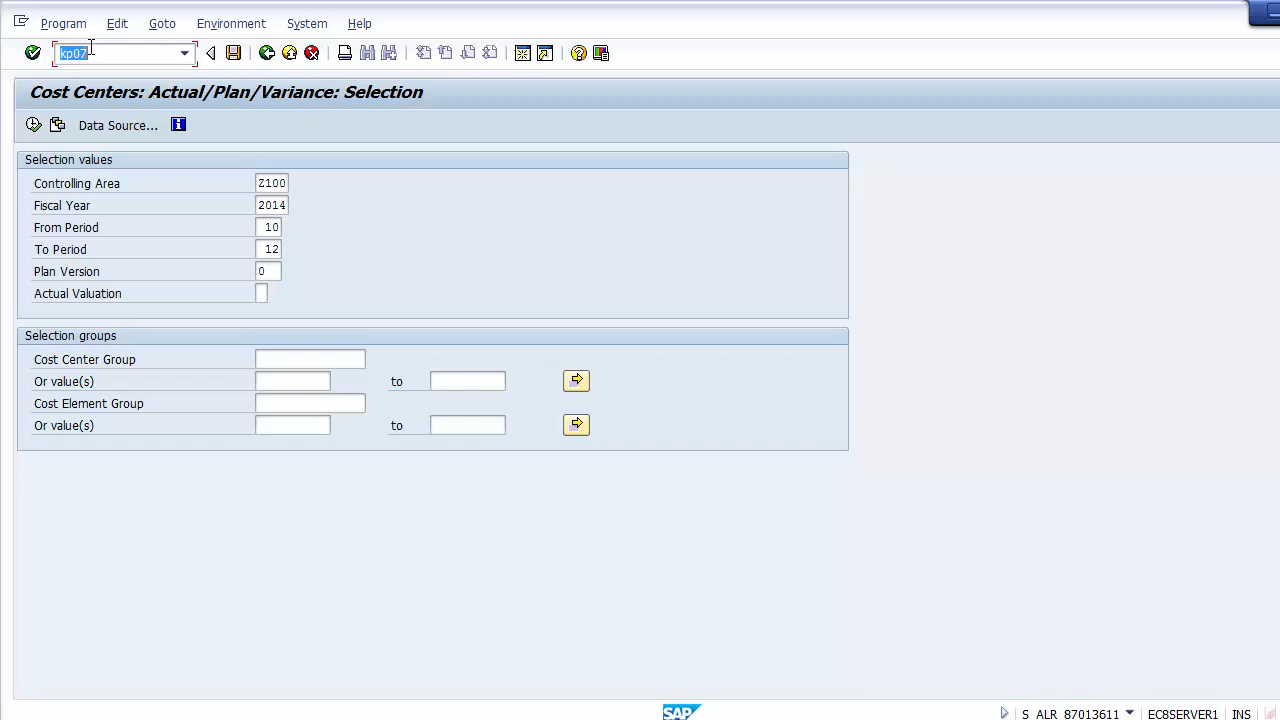 Program Edit Goto Environment System Help
kp07
Cost Centers: Actual/Plan/Variance: Selection
Data Source...
Selection values
Controlling Area Z100
Fiscal Year 2014
From Period 10
To Period 12
Plan Version 0
Actual Valuation
Selection groups
Cost Center Group
Or value(s) to
Cost Element Group
Or value(s) to
SAP S_ALR_87013611 EC8SERVER1 INS